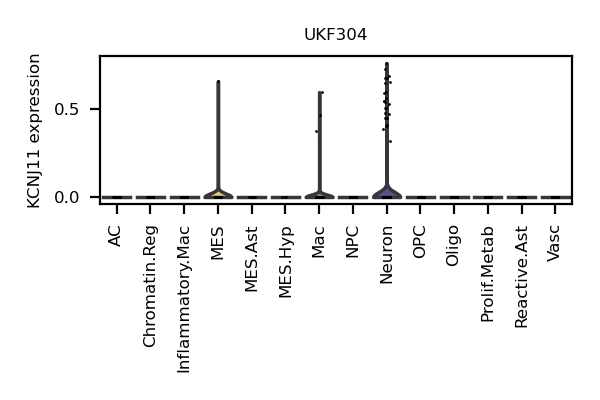 UKF304
KCNJ11 expression
0.5
0.0
AC
Chromatin.Reg
Inflammatory.Mac
MES
MES.Ast
MES.Hyp
Mac
NPC
Neuron
OPC
Oligo
Prolif.Metab
Reactive.Ast
Vasc